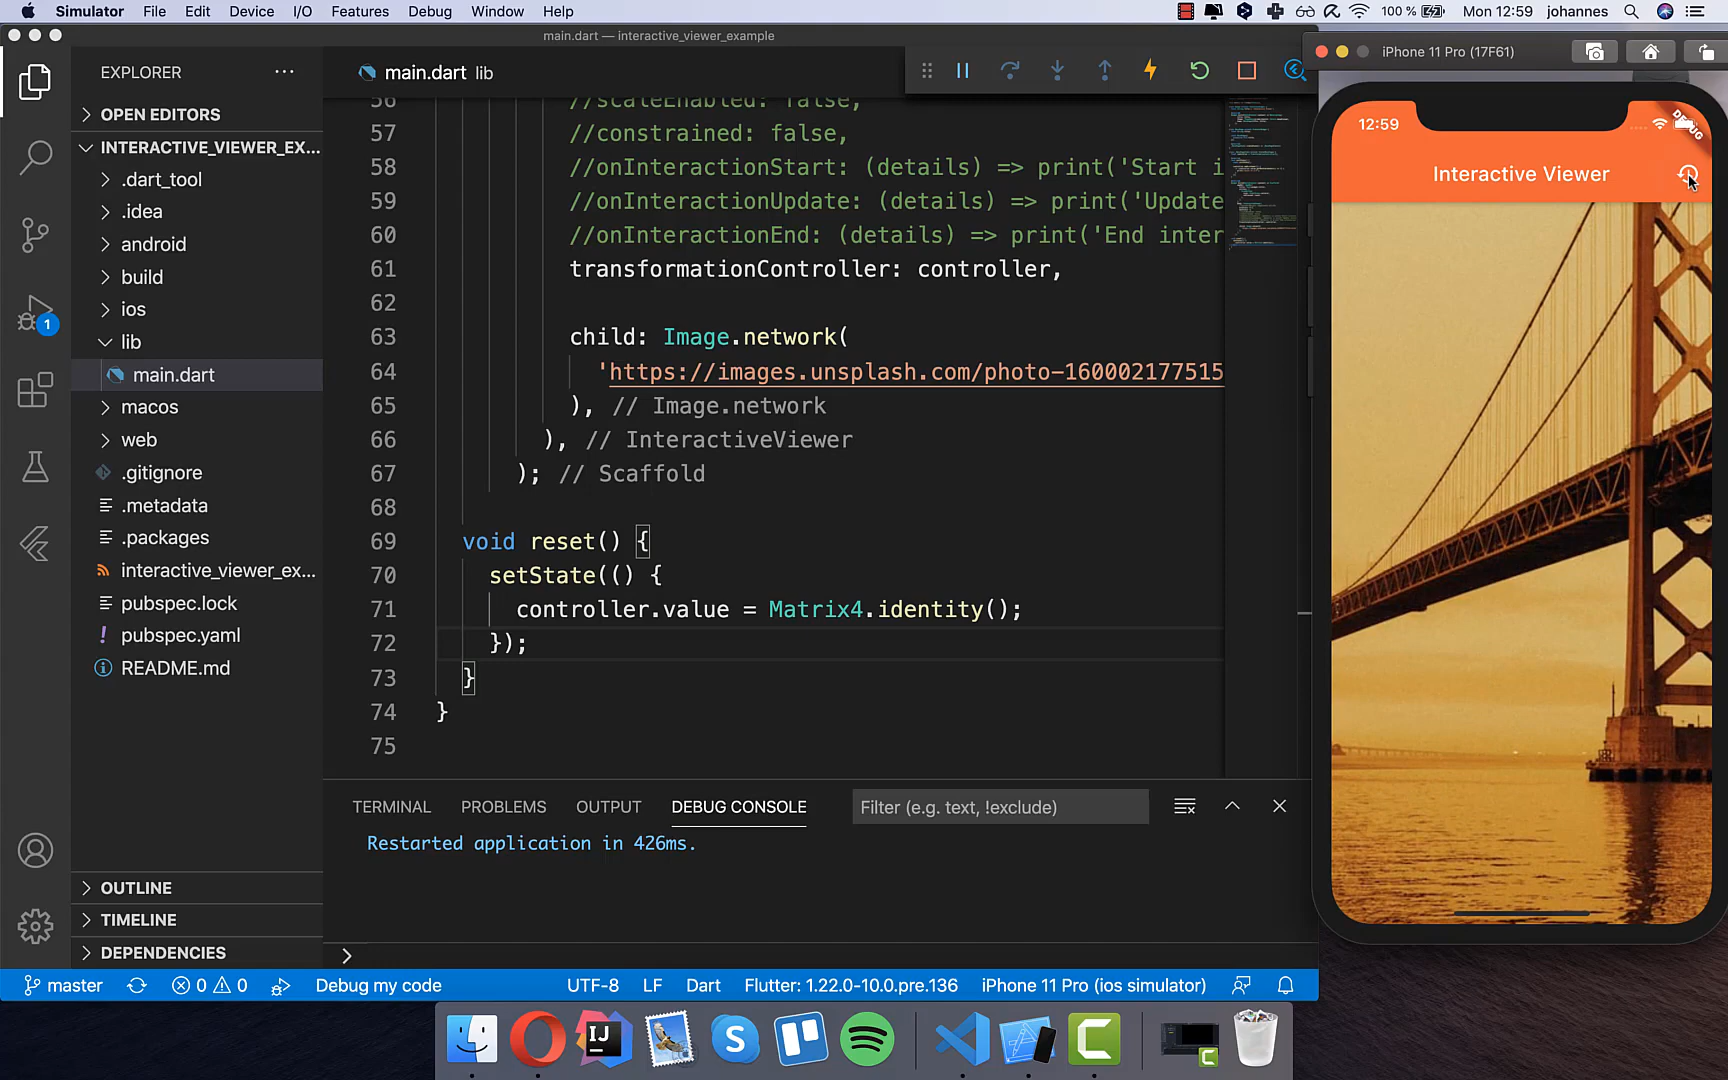 Simulator File Edit Device I/O Features Debug Window Help 100 % Mon 12:59 johannes
main.dart — interactive_viewer_example
iPhone 11 Pro (17F61)
EXPLORER
main.dart lib
OPEN EDITORS
INTERACTIVE_VIEWER_EX...
.dart_tool
.idea
android
build
ios
lib
main.dart
macos
web
.gitignore
.metadata
.packages
interactive_viewer_ex...
pubspec.lock
pubspec.yaml
README.md
1
OUTLINE
TIMELINE
DEPENDENCIES
56 //scaleEnabled: false,
57 //constrained: false,
58 //onInteractionStart: (details) => print('Start i
59 //onInteractionUpdate: (details) => print('Update
60 //onInteractionEnd: (details) => print('End inter
61 transformationController: controller,
62
63 child: Image.network(
64 'https://images.unsplash.com/photo-160002177515
65 ), // Image.network
66 ), // InteractiveViewer
67 ); // Scaffold
68
69 void reset() {
70 setState(() {
71 controller.value = Matrix4.identity();
72 });
73 }
74 }
75
TERMINAL PROBLEMS OUTPUT DEBUG CONSOLE Filter (e.g. text, !exclude)
Restarted application in 426ms.
master 0 0 Debug my code UTF-8 LF Dart Flutter: 1.22.0-10.0.pre.136 iPhone 11 Pro (ios simulator)
12:59
DEBUG
Interactive Viewer
IJ